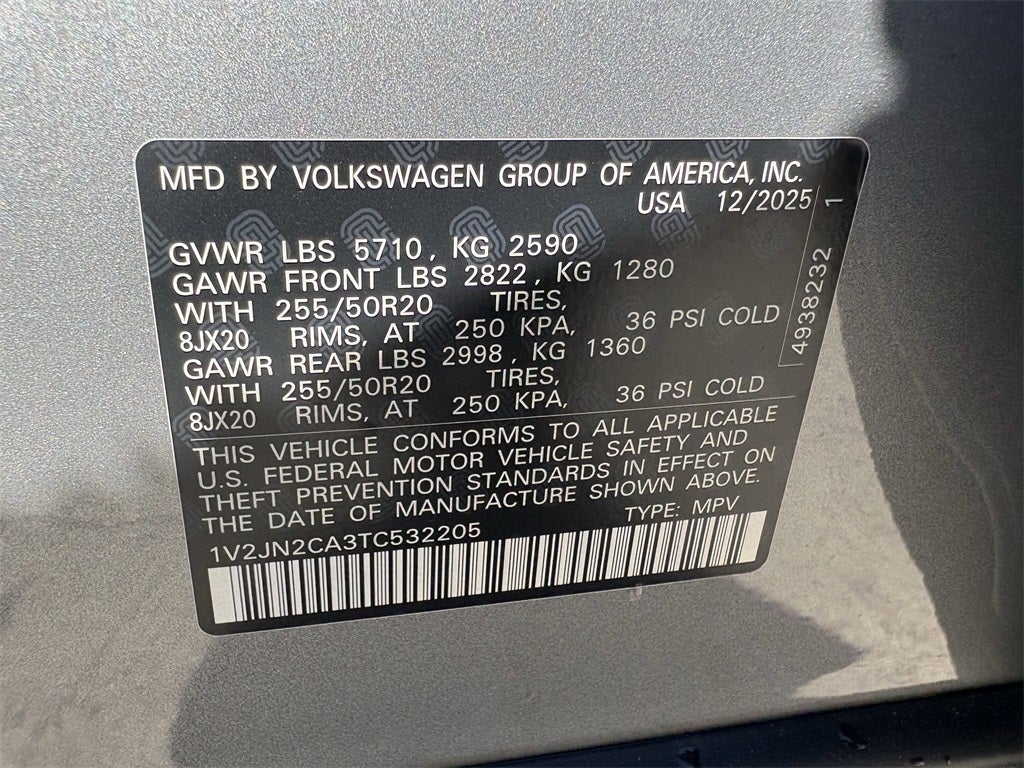 MFD BY VOLKSWAGEN GROUP OF AMERICA, INC.
USA 12/2025
GVWR LBS 5710, KG 2590
GAWR FRONT LBS 2822, KG 1280
WITH 255/50R20 TIRES,
8JX20 RIMS, AT 250 KPA, 36 PSI COLD
GAWR REAR LBS 2998, KG 1360
WITH 255/50R20 TIRES,
8JX20 RIMS, AT 250 KPA, 36 PSI COLD
4938232 1
THIS VEHICLE CONFORMS TO ALL APPLICABLE
U.S. FEDERAL MOTOR VEHICLE SAFETY AND
THEFT PREVENTION STANDARDS IN EFFECT ON
THE DATE OF MANUFACTURE SHOWN ABOVE.
TYPE: MPV
1V2JN2CA3TC532205